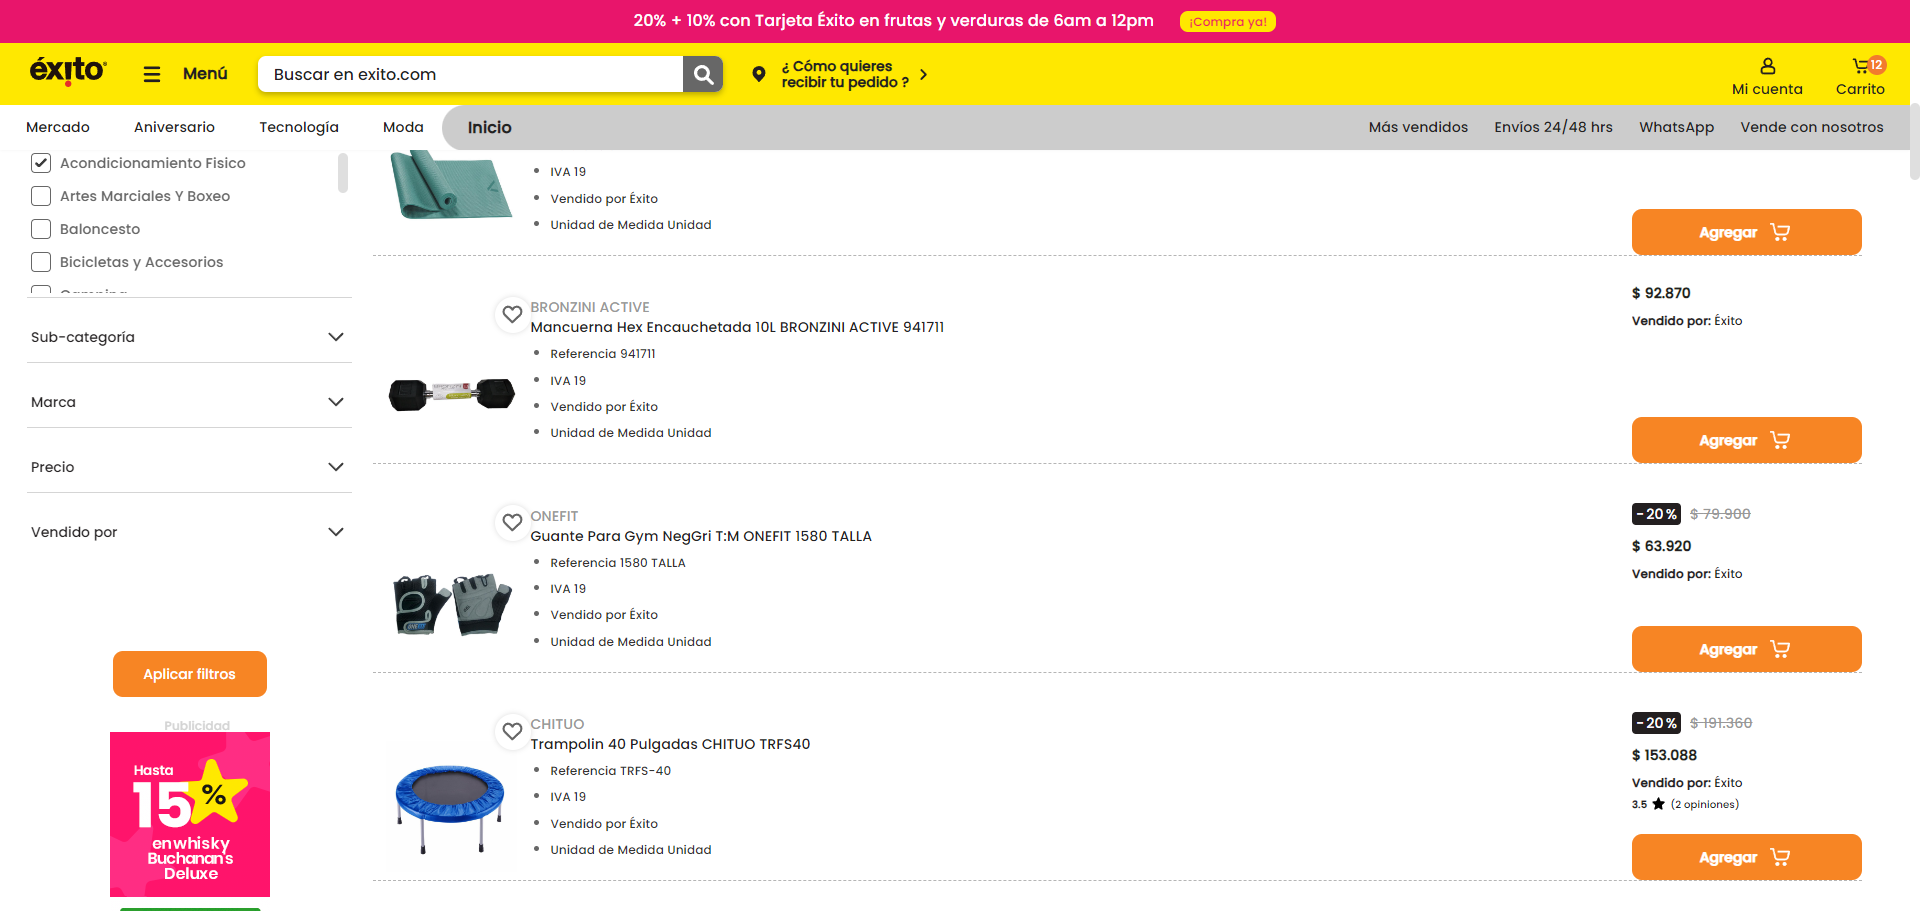 20% + 10% con Tarjeta Éxito en frutas y verduras de 6am a 12pm
¡Compra ya!
éxito
Menú
Buscar en exito.com
¿ Cómo quieres
recibir tu pedido ?
Mi cuenta
12
Carrito
Mercado
Aniversario
Tecnología
Moda
Inicio
Más vendidos
Envíos 24/48 hrs
WhatsApp
Vende con nosotros
Acondicionamiento Fisico
Artes Marciales Y Boxeo
Baloncesto
Bicicletas y Accesorios
Sub-categoría
Marca
Precio
Vendido por
Aplicar filtros
Publicidad
Hasta
15%
en whisky
Buchanan's
Deluxe
IVA 19
Vendido por Éxito
Unidad de Medida Unidad
Agregar
BRONZINI ACTIVE
Mancuerna Hex Encauchetada 10L BRONZINI ACTIVE 941711
Referencia 941711
IVA 19
Vendido por Éxito
Unidad de Medida Unidad
$ 92.870
Vendido por: Éxito
Agregar
ONEFIT
Guante Para Gym NegGri T:M ONEFIT 1580 TALLA
Referencia 1580 TALLA
IVA 19
Vendido por Éxito
Unidad de Medida Unidad
-20% $ 79.900
$ 63.920
Vendido por: Éxito
Agregar
CHITUO
Trampolin 40 Pulgadas CHITUO TRFS40
Referencia TRFS-40
IVA 19
Vendido por Éxito
Unidad de Medida Unidad
-20% $ 191.360
$ 153.088
Vendido por: Éxito
3.5 ★ (2 opiniones)
Agregar